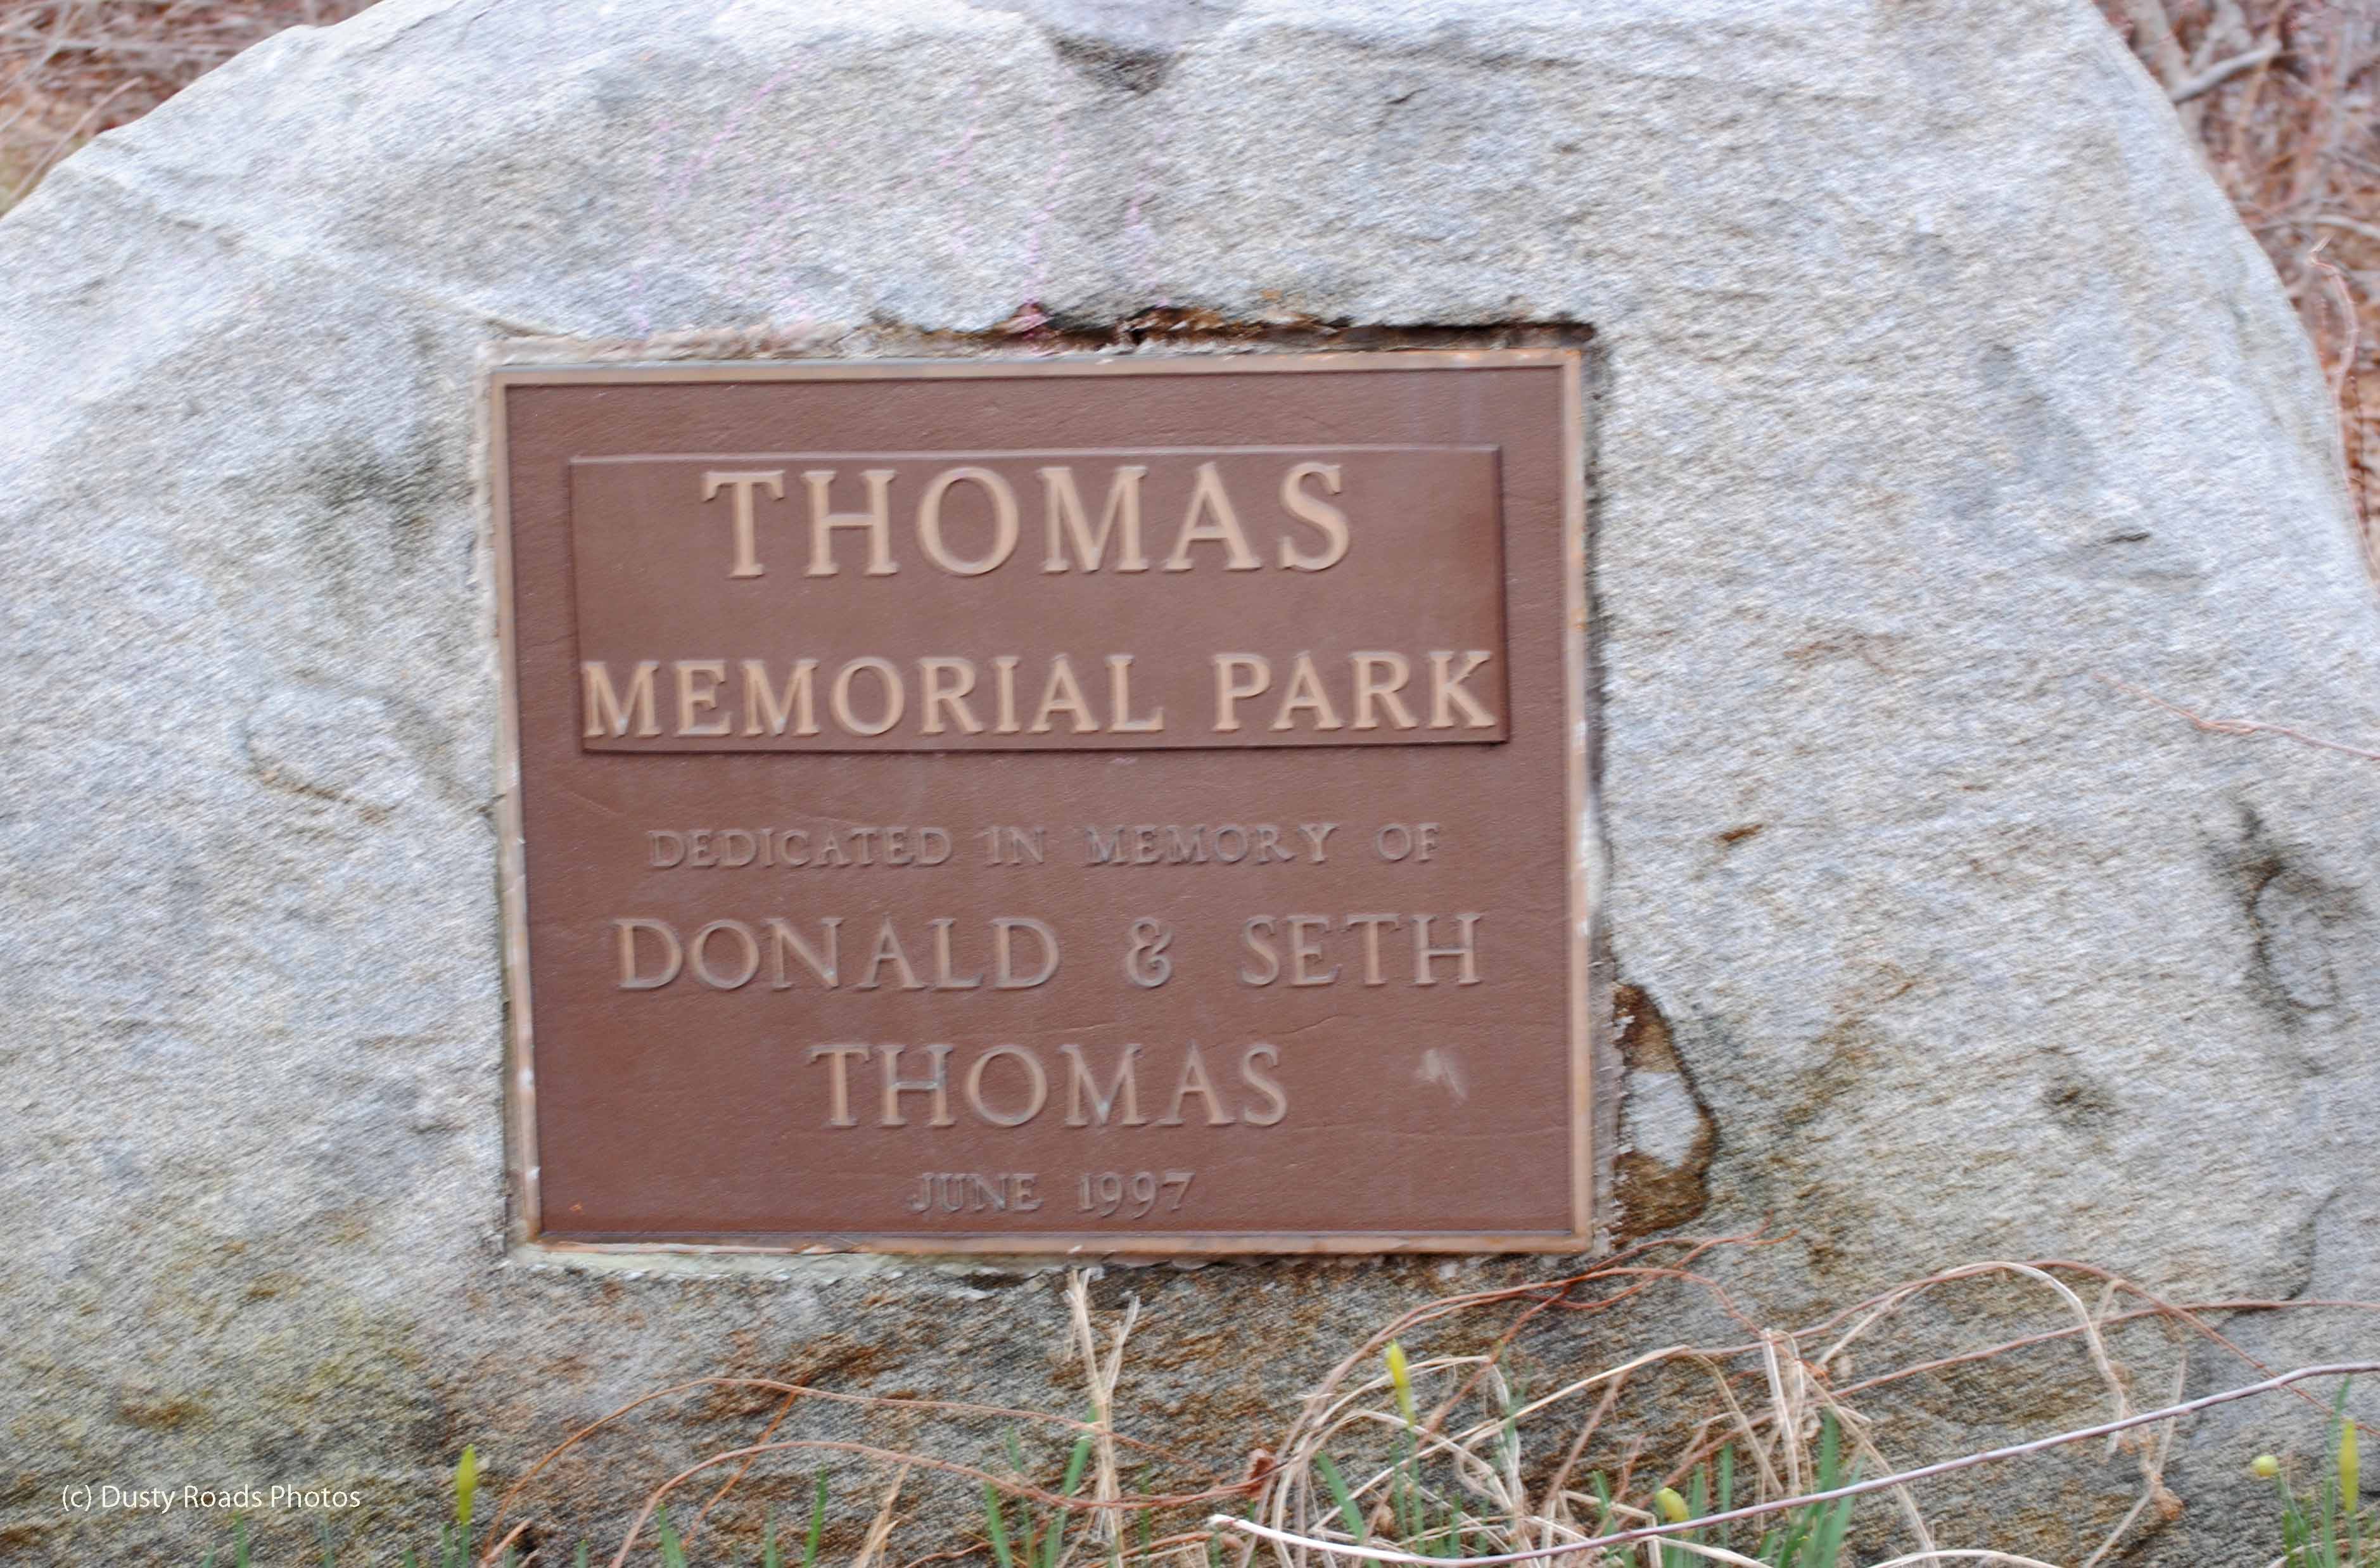 THOMAS
MEMORIAL PARK
DEDICATED IN MEMORY OF
DONALD & SETH
THOMAS
JUNE 1997
(c) Dusty Roads Photos